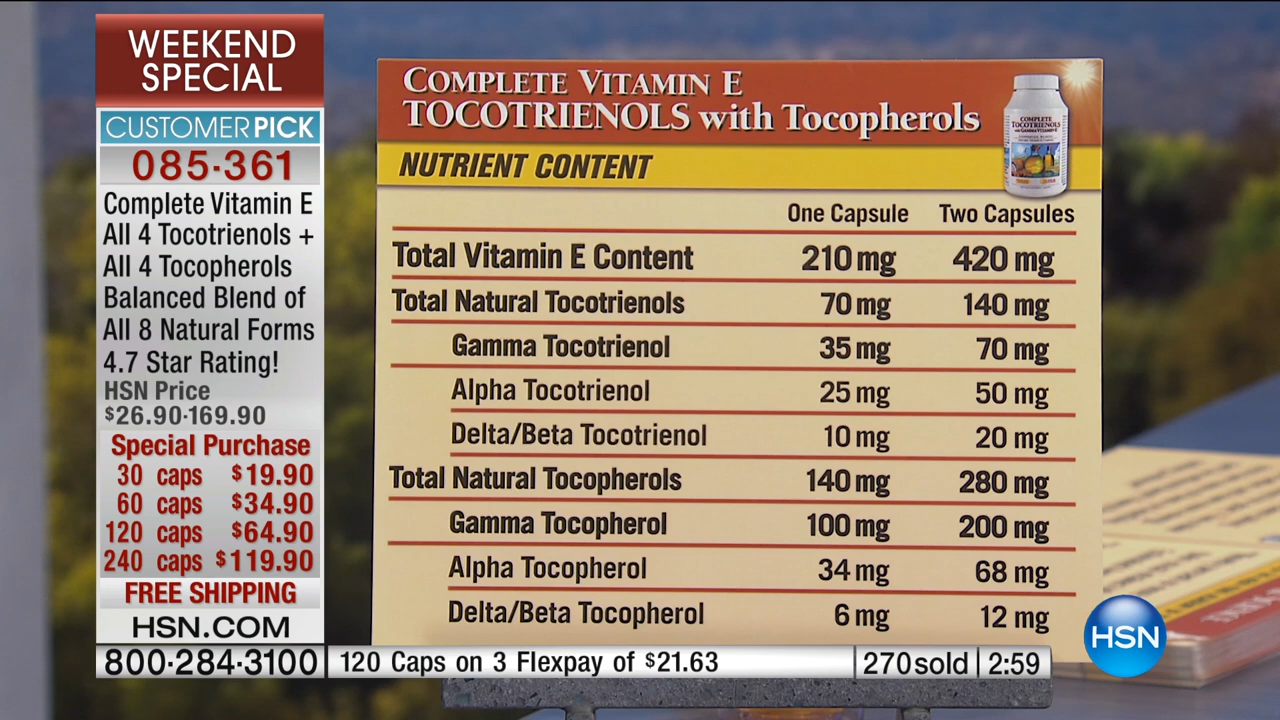 WEEKEND
SPECIAL
CUSTOMER PICK
085·361
Complete Vitamin E
All 4 Tocotrienols +
All 4 Tocopherols
Balanced Blend of
All 8 Natural Forms
4.7 Star Rating!
HSN Price
$26.90-169.90
Special Purchase
30 caps $19.90
60 caps $34.90
120 caps $64.90
240 caps $119.90
FREE SHIPPING
HSN.COM
800·284·3100
120 Caps on 3 Flexpay of $21.63
270 sold
2:59
COMPLETE VITAMIN E
TOCOTRIENOLS with Tocopherols
COMPLETE
TOCOTRIENOLS
NUTRIENT CONTENT
One Capsule Two Capsules
Total Vitamin E Content 210 mg 420 mg
Total Natural Tocotrienols 70 mg 140 mg
Gamma Tocotrienol 35 mg 70 mg
Alpha Tocotrienol 25 mg 50 mg
Delta/Beta Tocotrienol 10 mg 20 mg
Total Natural Tocopherols 140 mg 280 mg
Gamma Tocopherol 100 mg 200 mg
Alpha Tocopherol 34 mg 68 mg
Delta/Beta Tocopherol 6 mg 12 mg
HSN